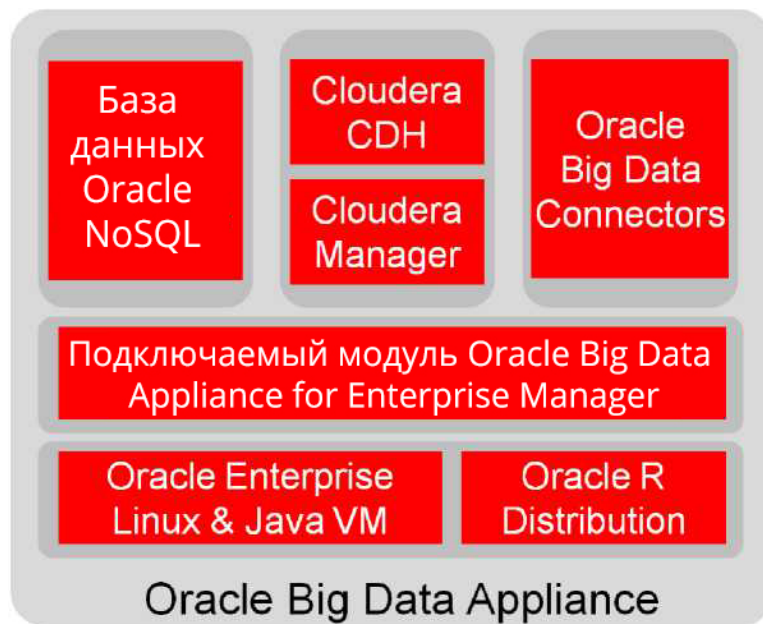 База
данных
Oracle
NoSQL
Cloudera
CDH
Cloudera
Manager
Oracle
Big Data
Connectors
Подключаемый модуль Oracle Big Data
Appliance for Enterprise Manager
Oracle Enterprise
Linux & Java VM
Oracle R
Distribution
Oracle Big Data Appliance